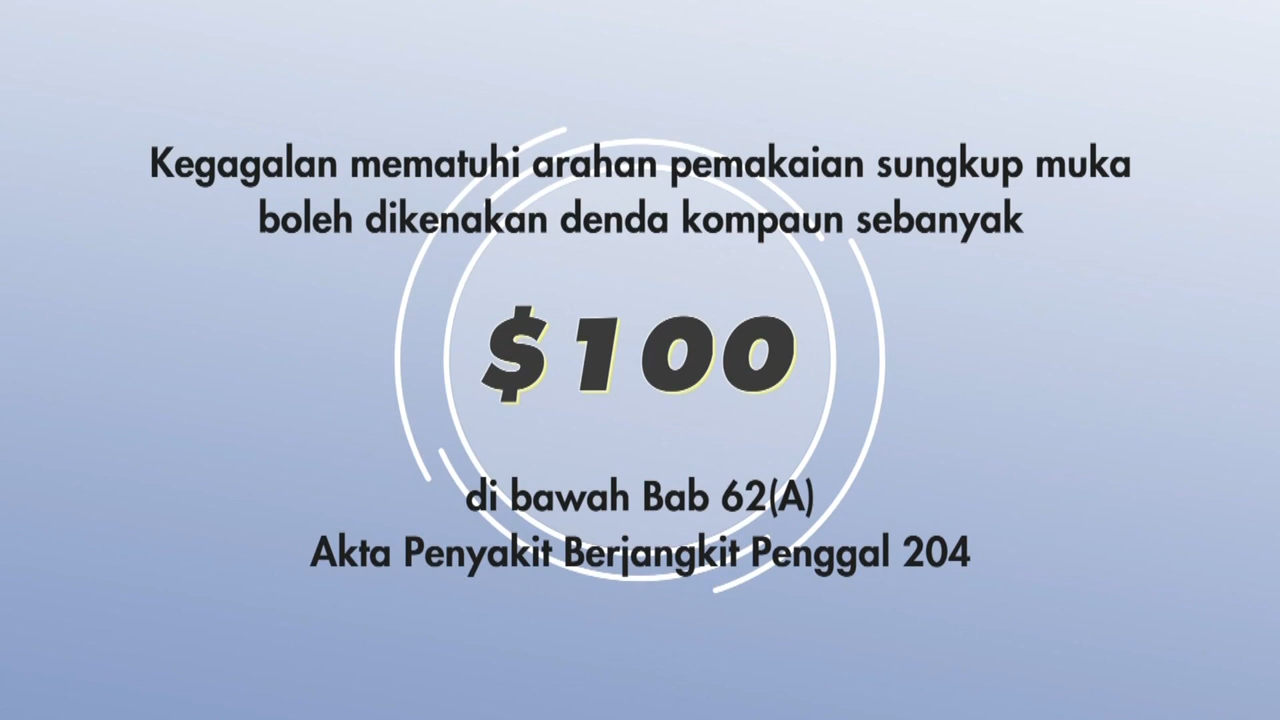 Kegagalan mematuhi arahan pemakaian sungkup muka
boleh dikenakan denda kompaun sebanyak
$100
di bawah Bab 62(A)
Akta Penyakit Berjangkit Penggal 204